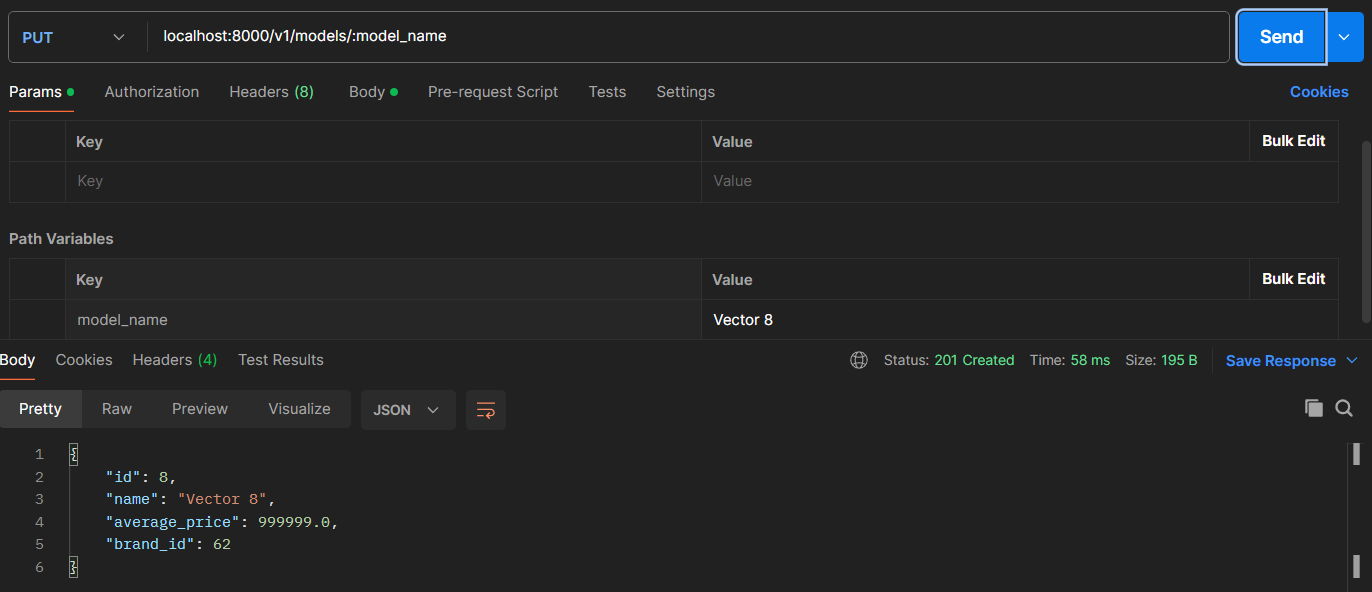 PUT localhost:8000/v1/models/:model_name Send
Params Authorization Headers (8) Body Pre-request Script Tests Settings Cookies
Key Value Bulk Edit
Key Value
Path Variables
Key Value Bulk Edit
model_name Vector 8
Body Cookies Headers (4) Test Results Status: 201 Created Time: 58 ms Size: 195 B Save Response
Pretty Raw Preview Visualize JSON
1 {
2 "id": 8,
3 "name": "Vector 8",
4 "average_price": 999999.0,
5 "brand_id": 62
6 }